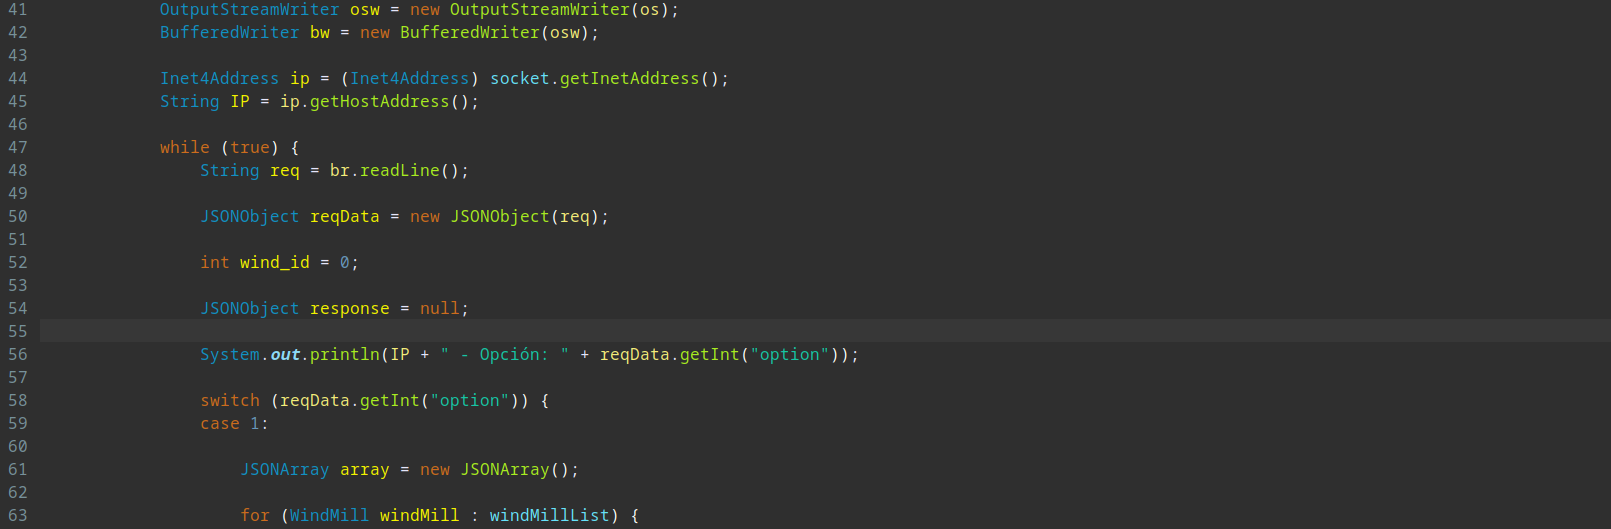 41 OutputStreamWriter osw = new OutputStreamWriter(os);
42 BufferedWriter bw = new BufferedWriter(osw);
43
44 Inet4Address ip = (Inet4Address) socket.getInetAddress();
45 String IP = ip.getHostAddress();
46
47 while (true) {
48 String req = br.readLine();
49
50 JSONObject reqData = new JSONObject(req);
51
52 int wind_id = 0;
53
54 JSONObject response = null;
55
56 System.out.println(IP + " - Opción: " + reqData.getInt("option"));
57
58 switch (reqData.getInt("option")) {
59 case 1:
60
61 JSONArray array = new JSONArray();
62
63 for (WindMill windMill : windMillList) {